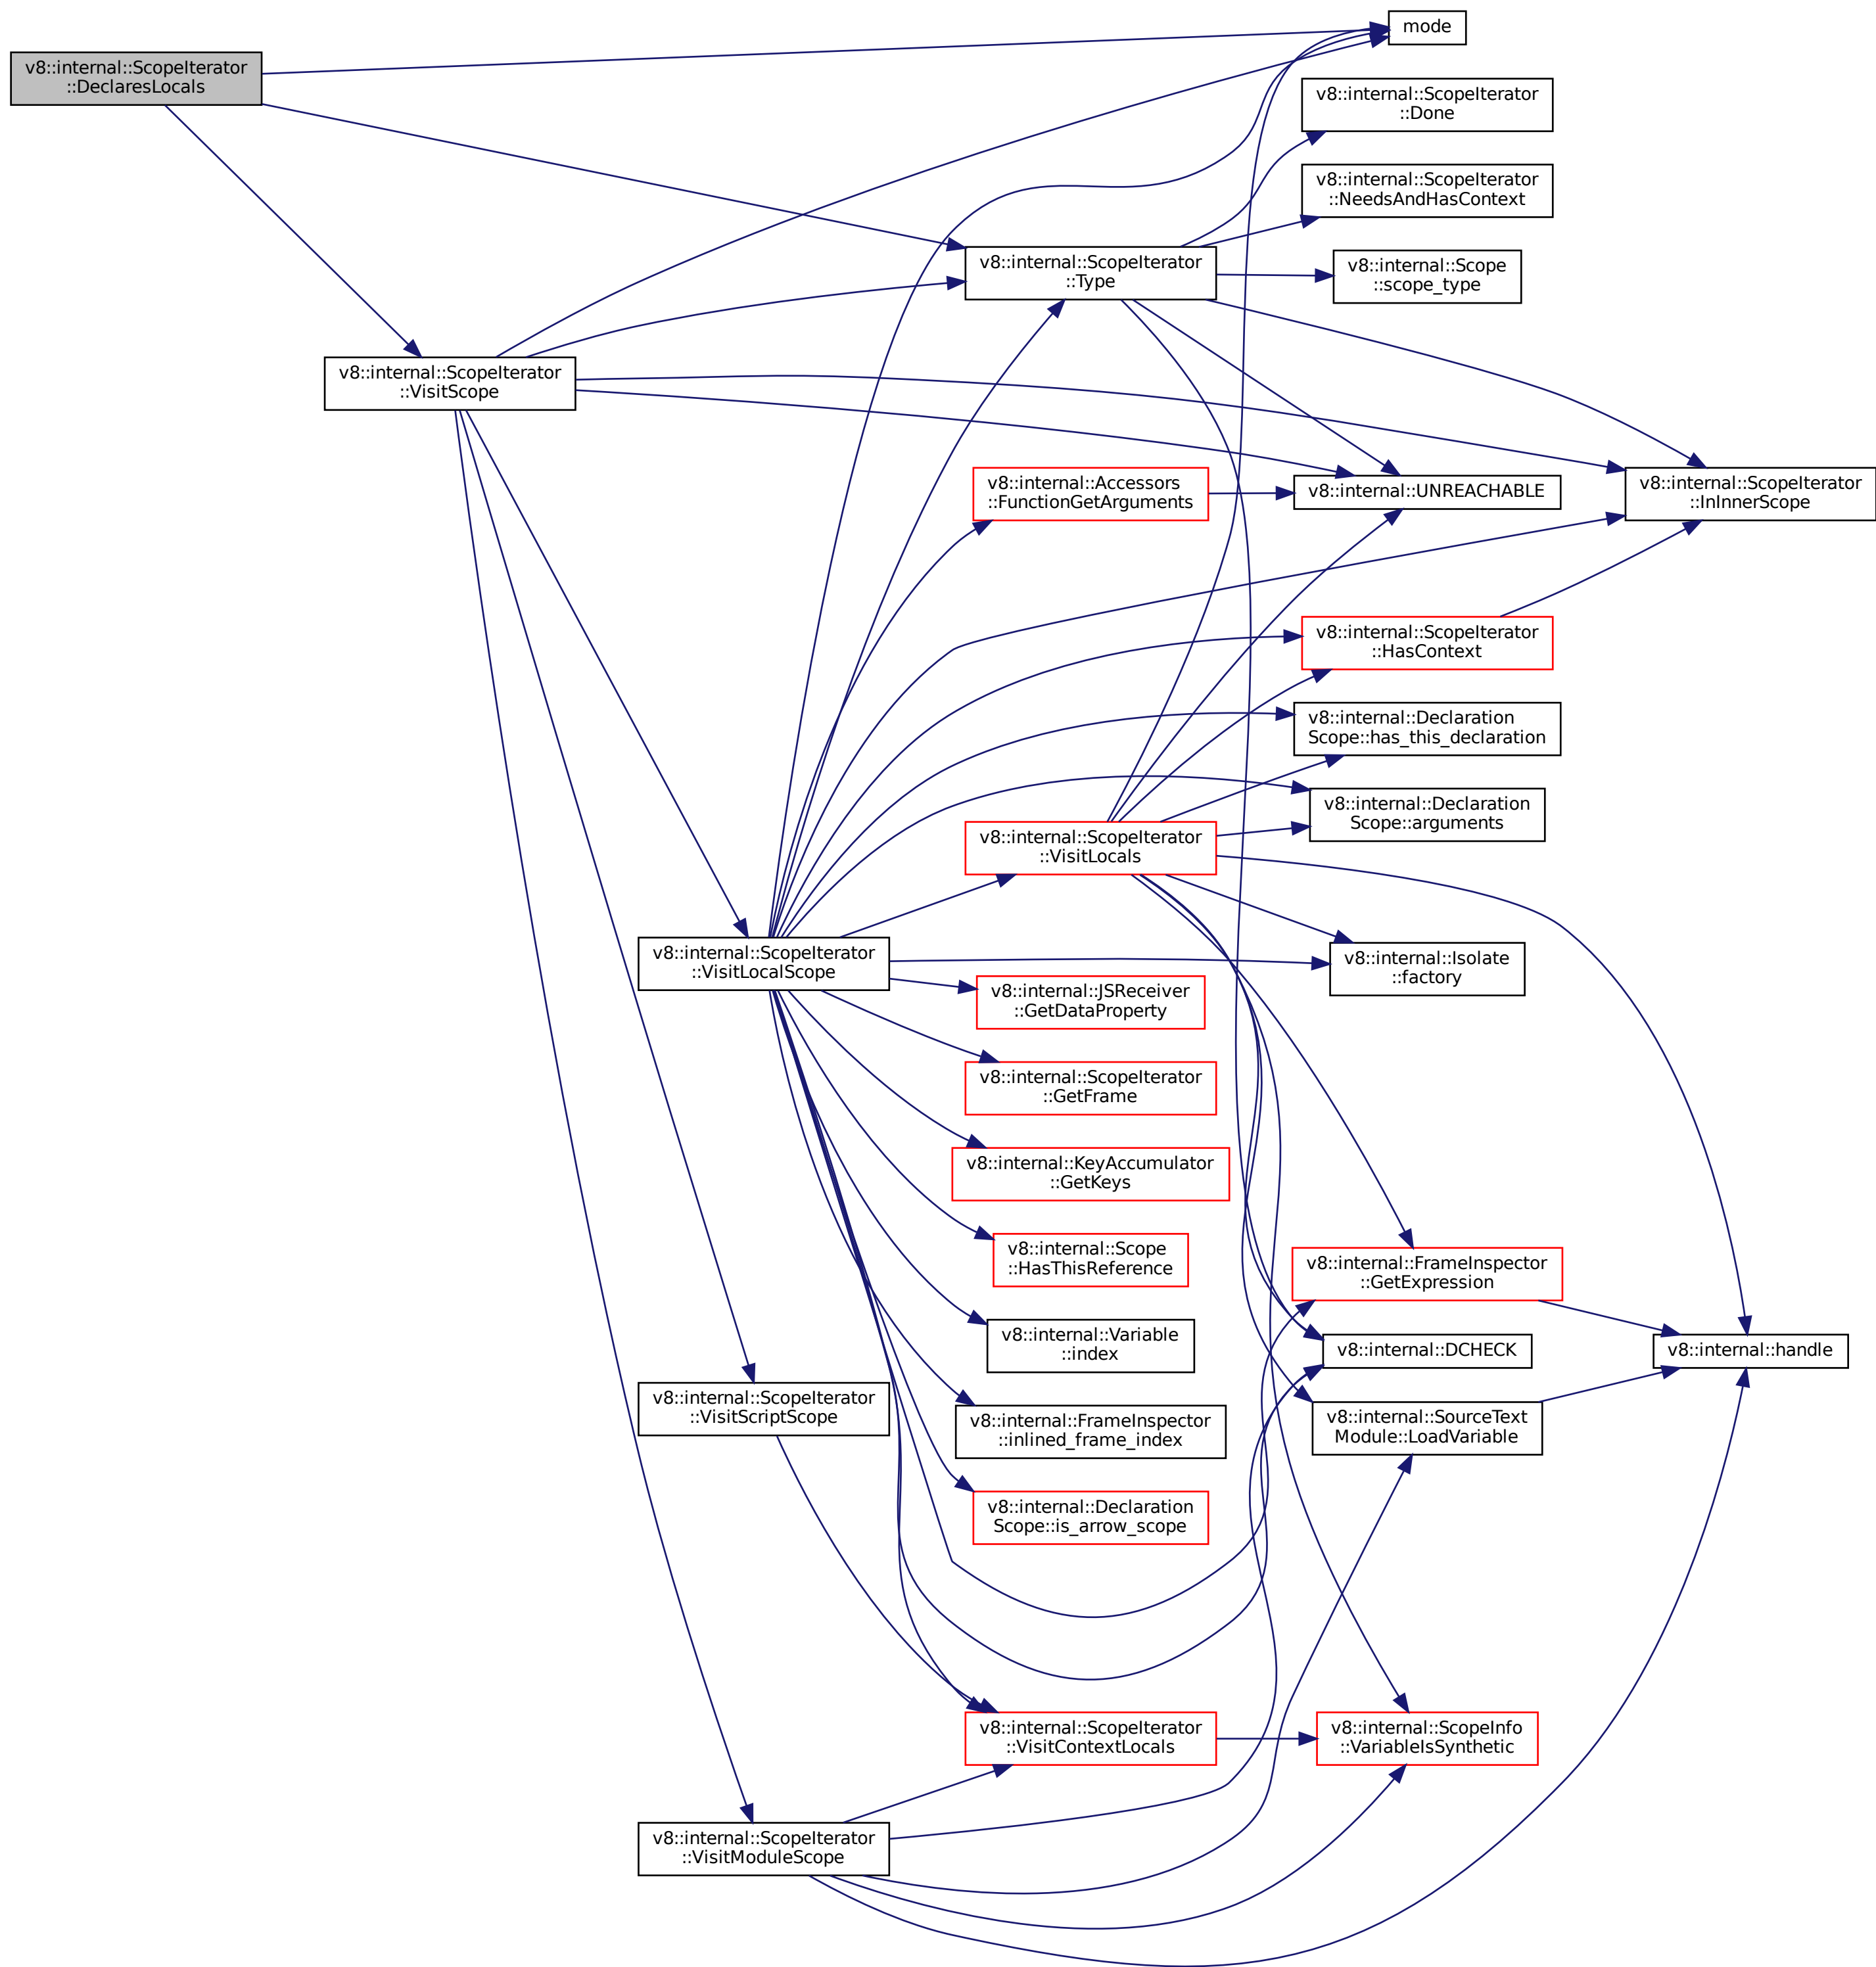 mode
v8::internal::ScopeIterator
::DeclaresLocals
v8::internal::ScopeIterator
::Done
v8::internal::ScopeIterator
::NeedsAndHasContext
v8::internal::ScopeIterator
::Type
v8::internal::Scope
::scope_type
v8::internal::ScopeIterator
::VisitScope
v8::internal::Accessors
::FunctionGetArguments
v8::internal::UNREACHABLE
v8::internal::ScopeIterator
::InInnerScope
v8::internal::ScopeIterator
::HasContext
v8::internal::Declaration
Scope::has_this_declaration
v8::internal::Declaration
Scope::arguments
v8::internal::ScopeIterator
::VisitLocals
v8::internal::ScopeIterator
::VisitLocalScope
v8::internal::Isolate
::factory
v8::internal::JSReceiver
::GetDataProperty
v8::internal::ScopeIterator
::GetFrame
v8::internal::KeyAccumulator
::GetKeys
v8::internal::Scope
::HasThisReference
v8::internal::FrameInspector
::GetExpression
v8::internal::Variable
::index
v8::internal::DCHECK
v8::internal::handle
v8::internal::ScopeIterator
::VisitScriptScope
v8::internal::FrameInspector
::inlined_frame_index
v8::internal::SourceText
Module::LoadVariable
v8::internal::Declaration
Scope::is_arrow_scope
v8::internal::ScopeIterator
::VisitContextLocals
v8::internal::ScopeInfo
::VariableIsSynthetic
v8::internal::ScopeIterator
::VisitModuleScope